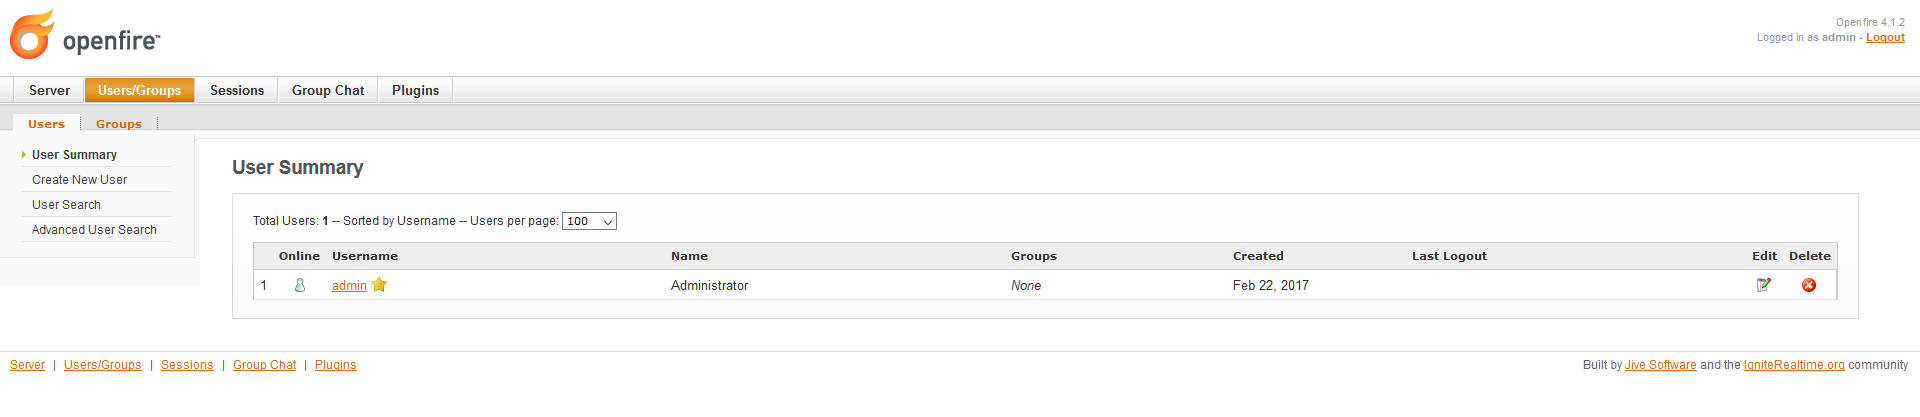 openfire™
Openfire 4.1.2
Logged in as admin - Logout
Server Users/Groups Sessions Group Chat Plugins
Users Groups
User Summary
Create New User
User Search
Advanced User Search
User Summary
Total Users: 1 -- Sorted by Username -- Users per page: 100
Online Username Name Groups Created Last Logout Edit Delete
1 admin Administrator None Feb 22, 2017
Server | Users/Groups | Sessions | Group Chat | Plugins
Built by Jive Software and the IgniteRealtime.org community